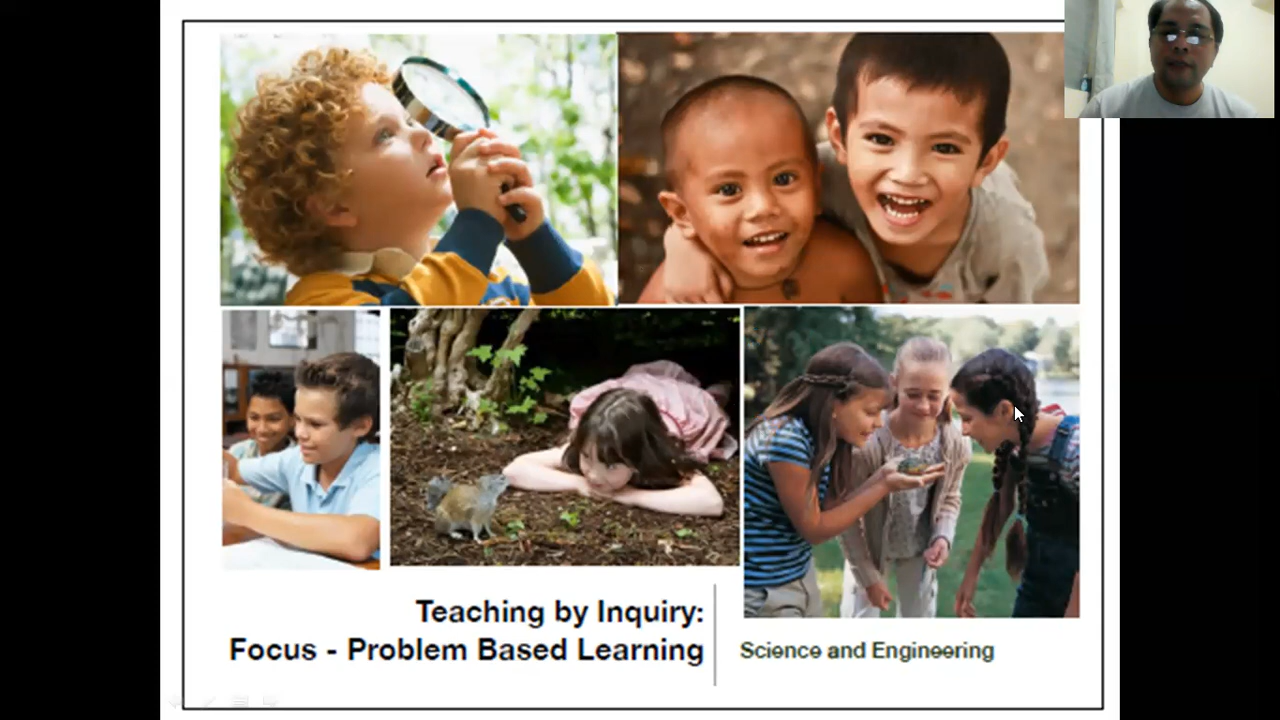 Teaching by Inquiry:
Focus - Problem Based Learning
Science and Engineering